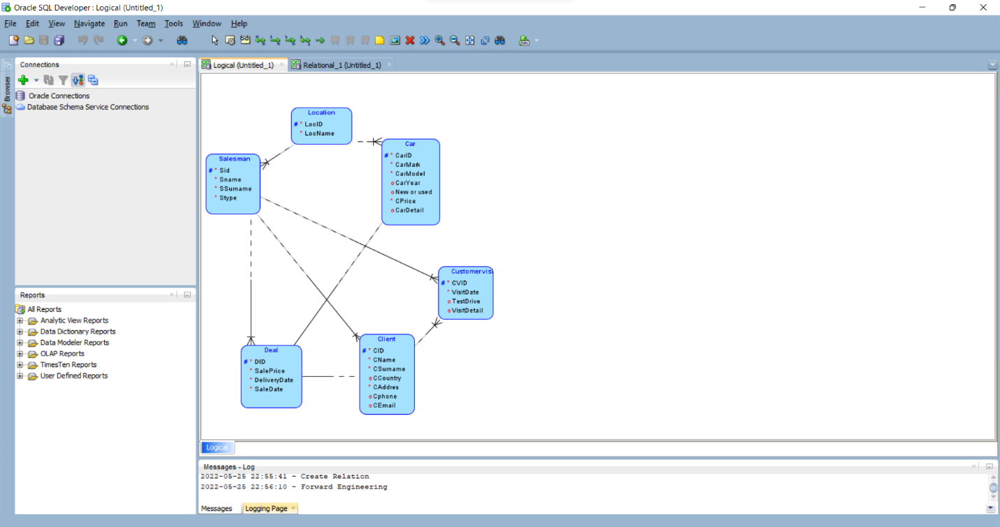 Oracle SQL Developer : Logical (Untitled_1)
File Edit View Navigate Run Team Tools Window Help
Browser
Connections
Oracle Connections
Database Schema Service Connections
Reports
All Reports
Analytic View Reports
Data Dictionary Reports
Data Modeler Reports
OLAP Reports
TimesTen Reports
User Defined Reports
Logical (Untitled_1) Relational_1 (Untitled_1)
Location
# * LocID
* LocName
Car
# * CarID
* CarMark
* CarModel
o CarYear
o New or used
* CPrice
o CarDetail
Salesman
# * Sid
* Sname
* SSurname
* Stype
Customervisi
# * CVID
* VisitDate
o TestDrive
o VisitDetail
Client
# * CID
* CName
* CSurname
o CCountry
* CAddres
o Cphone
o CEmail
Deal
# * DID
* SalePrice
* DeliveryDate
* SaleDate
Logical
Messages - Log
2022-05-25 22:55:41 - Create Relation
2022-05-25 22:56:10 - Forward Engineering
Messages Logging Page